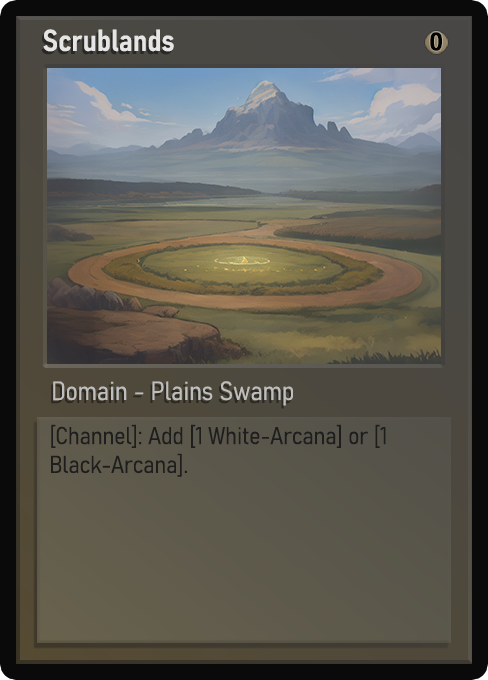 Scrublands
0
Domain - Plains Swamp
[Channel]: Add [1 White-Arcana] or [1
Black-Arcana].